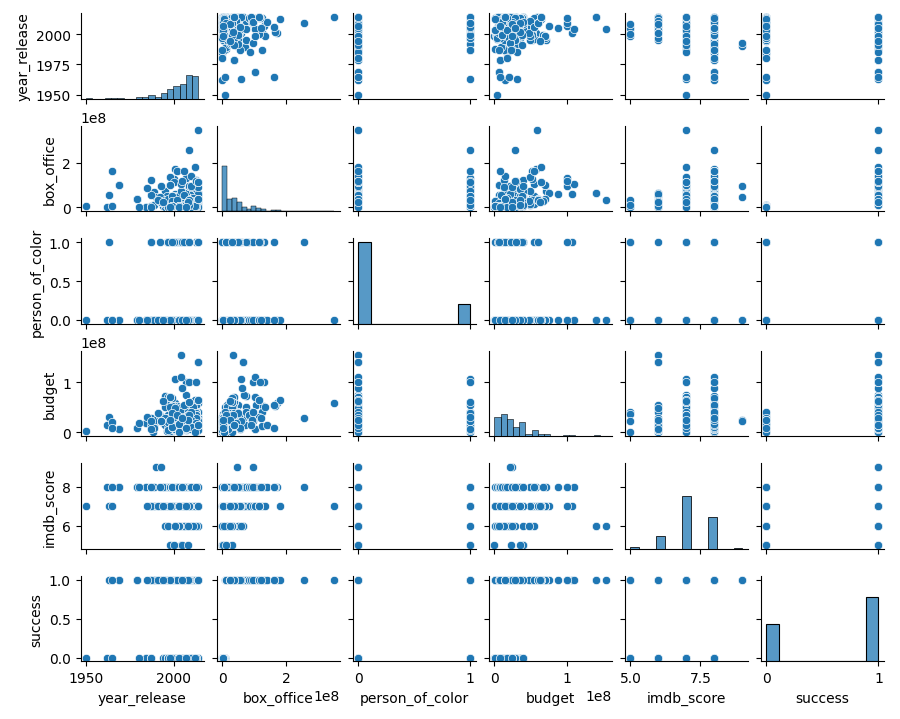 year_release
2000
1975
1950
1e8
box_office
2
0
person_of_color
1.0
0.5
0.0
1e8
budget
1
0
imdb_score
8
6
success
1.0
0.5
0.0
1950 2000 0 2 0 1 0 1 5.0 7.5 0 1
year_release box_office 1e8 person_of_color budget 1e8 imdb_score success